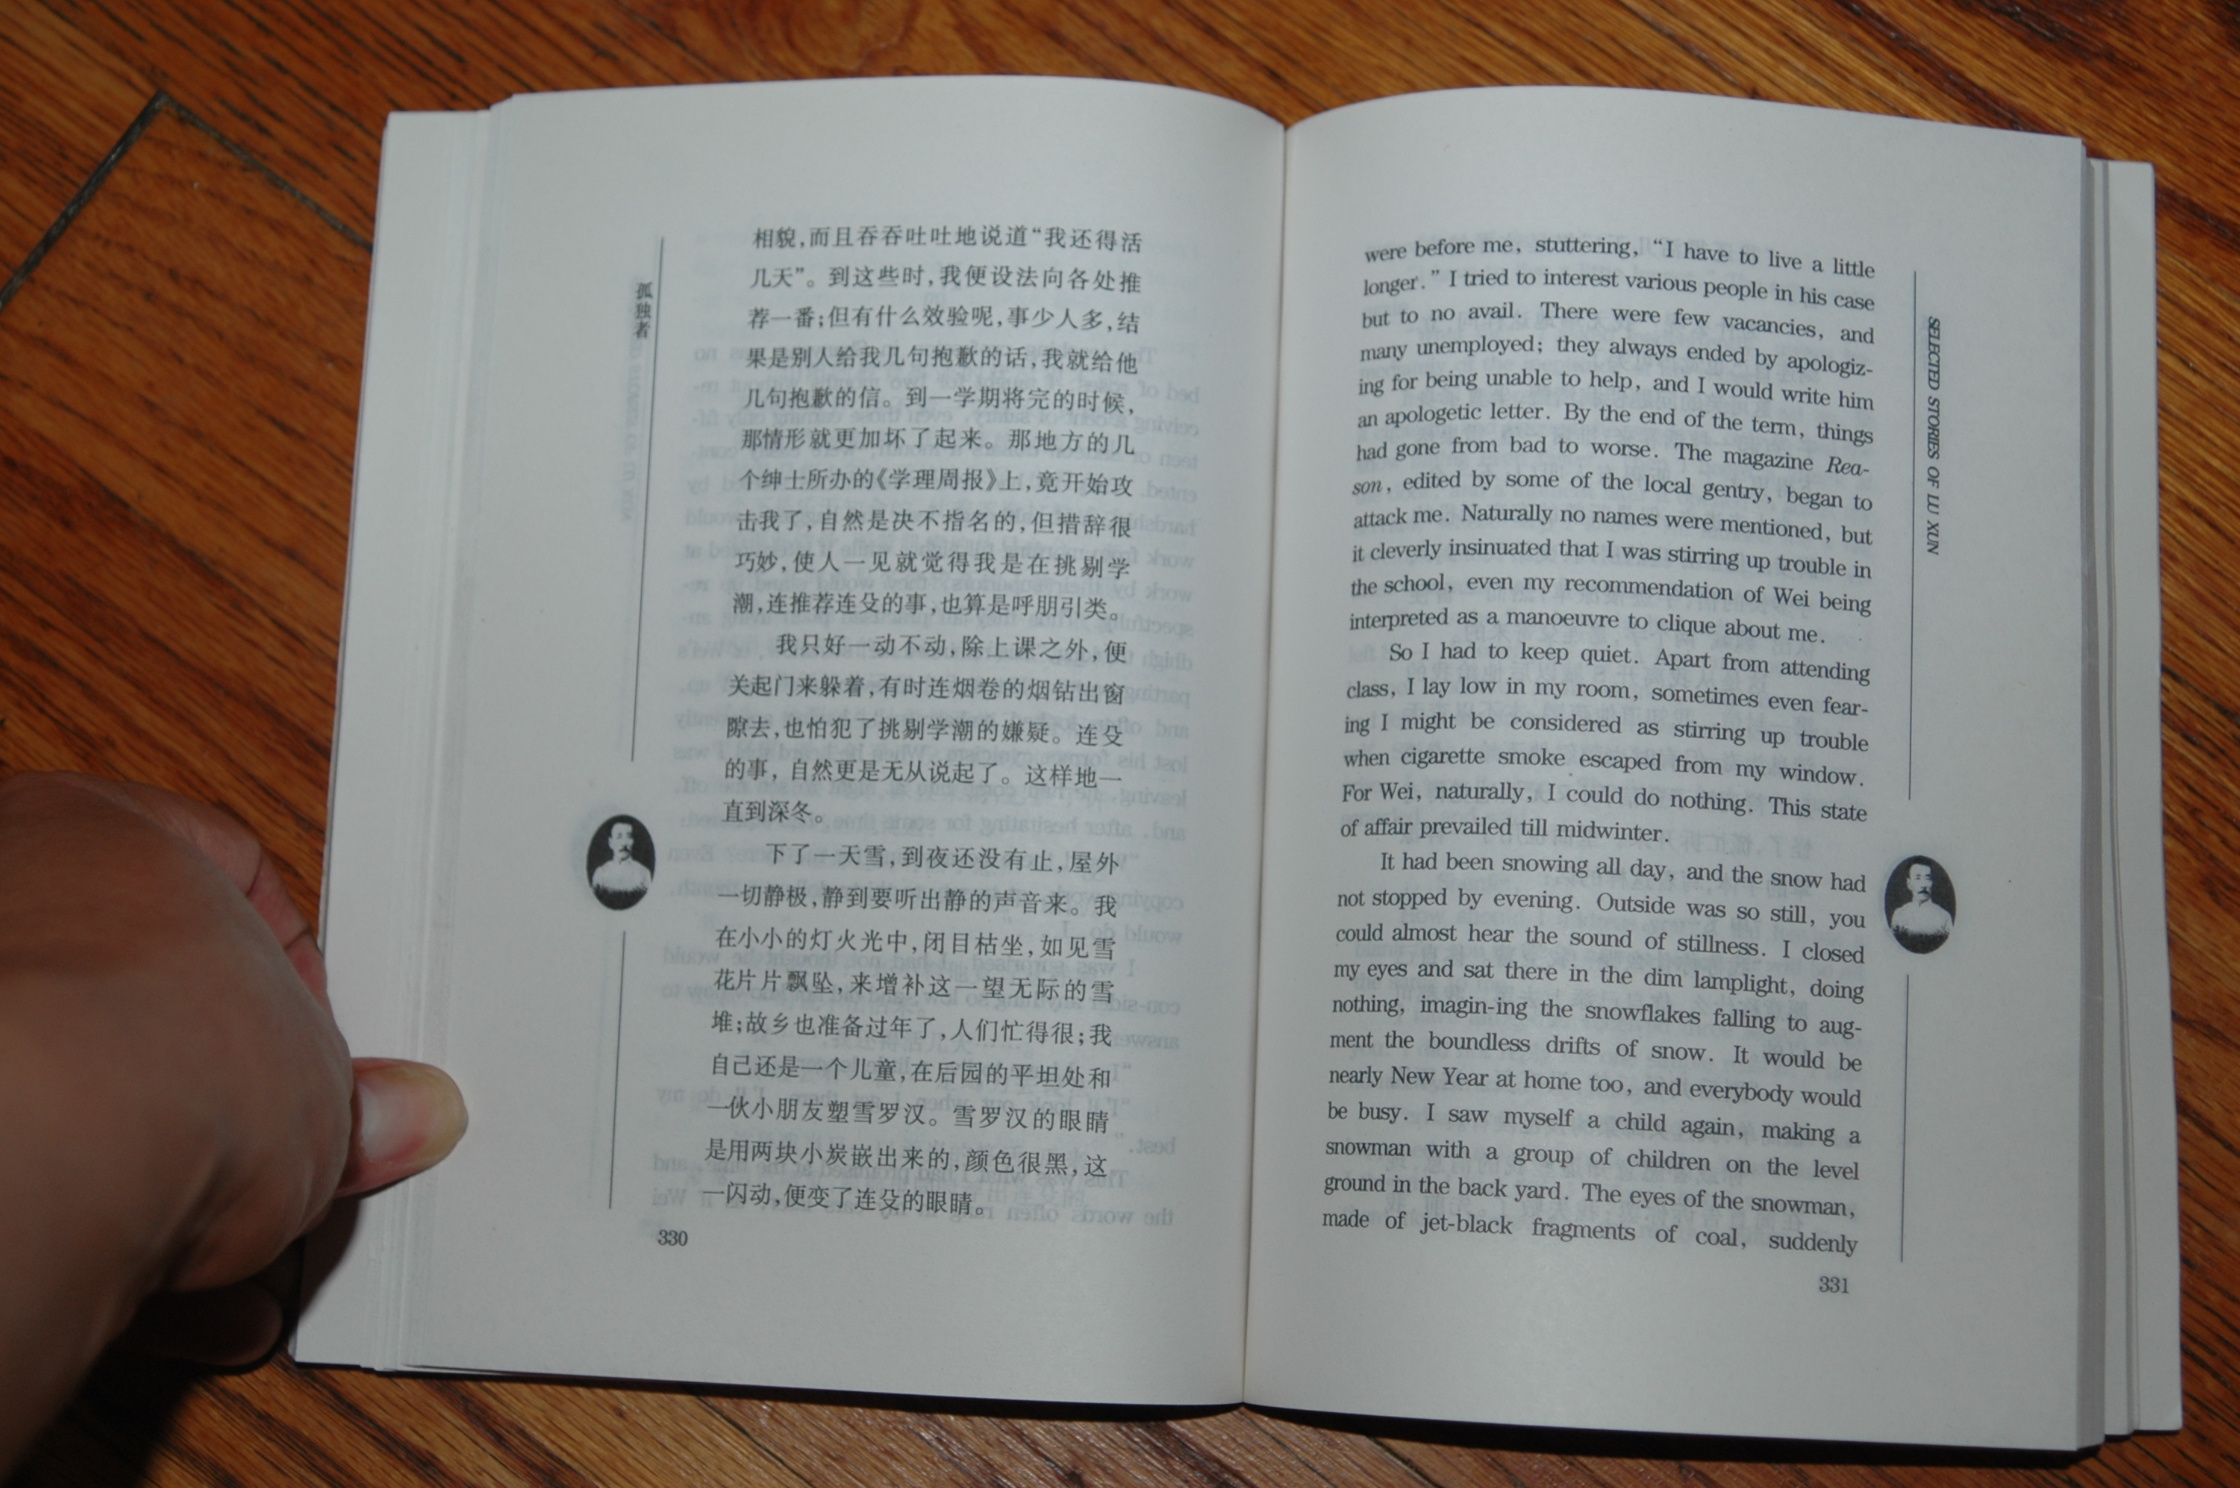 孤独者
相貌,而且吞吞吐吐地说道“我还得活
几天”。到这些时,我便设法向各处推
荐一番;但有什么效验呢,事少人多,结
果是别人给我几句抱歉的话,我就给他
几句抱歉的信。到一学期将完的时候,
那情形就更加坏了起来。那地方的几
个绅士所办的《学理周报》上,竟开始攻
击我了,自然是决不指名的,但措辞很
巧妙,使人一见就觉得我是在挑剔学
潮,连推荐连殳的事,也算是呼朋引类。
我只好一动不动,除上课之外,便
关起门来躲着,有时连烟卷的烟钻出窗
隙去,也怕犯了挑剔学潮的嫌疑。连殳
的事,自然更是无从说起了。这样地一
直到深冬。
下了一天雪,到夜还没有止,屋外
一切静极,静到要听出静的声音来。我
在小小的灯火光中,闭目枯坐,如见雪
花片片飘坠,来增补这一望无际的雪
堆;故乡也准备过年了,人们忙得很;我
自己还是一个儿童,在后园的平坦处和
一伙小朋友塑雪罗汉。雪罗汉的眼睛
是用两块小炭嵌出来的,颜色很黑,这
一闪动,便变了连殳的眼睛。
330
were before me, stuttering, “I have to live a little
longer.” I tried to interest various people in his case
but to no avail. There were few vacancies, and
many unemployed; they always ended by apologiz-
ing for being unable to help, and I would write him
an apologetic letter. By the end of the term, things
had gone from bad to worse. The magazine Rea-
son, edited by some of the local gentry, began to
attack me. Naturally no names were mentioned, but
it cleverly insinuated that I was stirring up trouble in
the school, even my recommendation of Wei being
interpreted as a manoeuvre to clique about me.
So I had to keep quiet. Apart from attending
class, I lay low in my room, sometimes even fear-
ing I might be considered as stirring up trouble
when cigarette smoke escaped from my window.
For Wei, naturally, I could do nothing. This state
of affair prevailed till midwinter.
It had been snowing all day, and the snow had
not stopped by evening. Outside was so still, you
could almost hear the sound of stillness. I closed
my eyes and sat there in the dim lamplight, doing
nothing, imagin-ing the snowflakes falling to aug-
ment the boundless drifts of snow. It would be
nearly New Year at home too, and everybody would
be busy. I saw myself a child again, making a
snowman with a group of children on the level
ground in the back yard. The eyes of the snowman,
made of jet-black fragments of coal, suddenly
SELECTED STORIES OF LU XUN
331